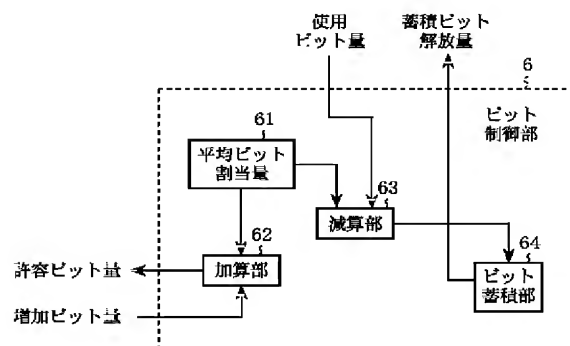 使用
ビット量
蓄積ビット
解放量
6
ビット
制御部
61
平均ビット
割当量
63
減算部
62
加算部
64
ビット
蓄積部
許容ビット量
増加ビット量